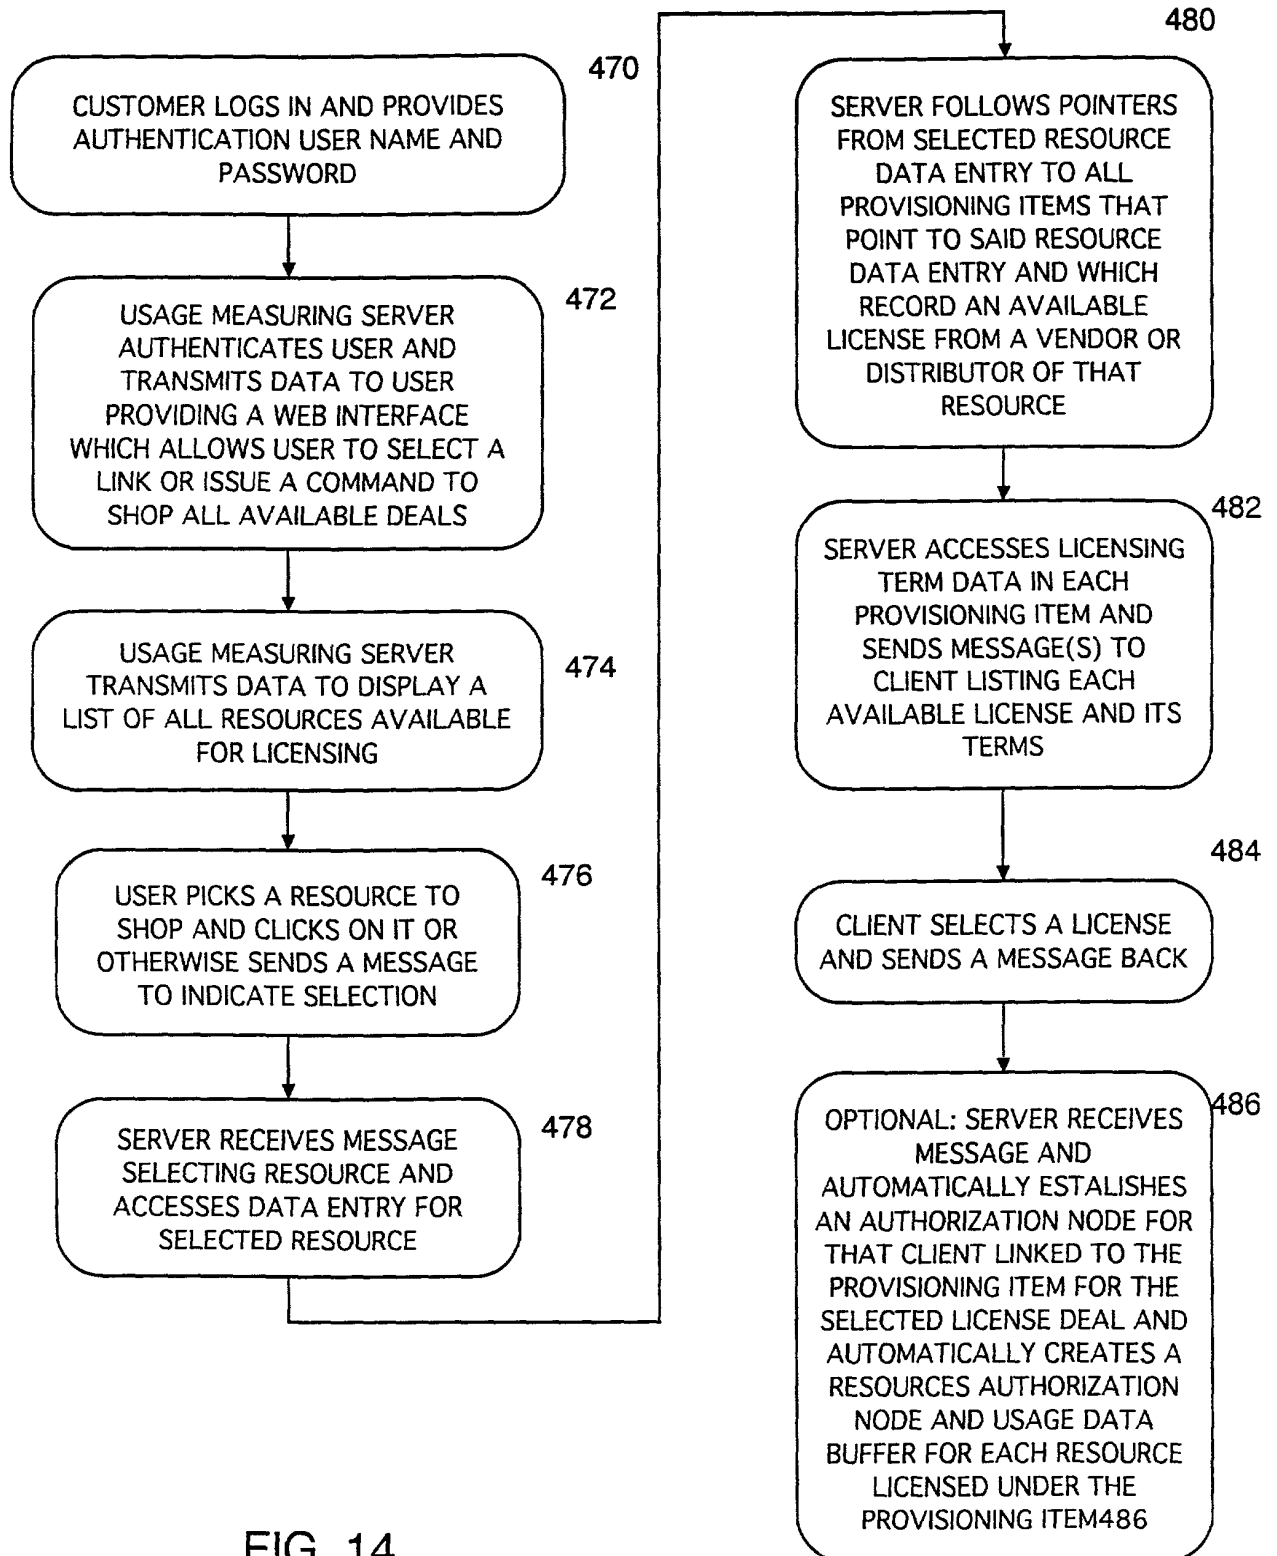 470
CUSTOMER LOGS IN AND PROVIDES
AUTHENTICATION USER NAME AND
PASSWORD
472
USAGE MEASURING SERVER
AUTHENTICATES USER AND
TRANSMITS DATA TO USER
PROVIDING A WEB INTERFACE
WHICH ALLOWS USER TO SELECT A
LINK OR ISSUE A COMMAND TO
SHOP ALL AVAILABLE DEALS
474
USAGE MEASURING SERVER
TRANSMITS DATA TO DISPLAY A
LIST OF ALL RESOURCES AVAILABLE
FOR LICENSING
476
USER PICKS A RESOURCE TO
SHOP AND CLICKS ON IT OR
OTHERWISE SENDS A MESSAGE
TO INDICATE SELECTION
478
SERVER RECEIVES MESSAGE
SELECTING RESOURCE AND
ACCESSES DATA ENTRY FOR
SELECTED RESOURCE
480
SERVER FOLLOWS POINTERS
FROM SELECTED RESOURCE
DATA ENTRY TO ALL
PROVISIONING ITEMS THAT
POINT TO SAID RESOURCE
DATA ENTRY AND WHICH
RECORD AN AVAILABLE
LICENSE FROM A VENDOR OR
DISTRIBUTOR OF THAT
RESOURCE
482
SERVER ACCESSES LICENSING
TERM DATA IN EACH
PROVISIONING ITEM AND
SENDS MESSAGE(S) TO
CLIENT LISTING EACH
AVAILABLE LICENSE AND ITS
TERMS
484
CLIENT SELECTS A LICENSE
AND SENDS A MESSAGE BACK
486
OPTIONAL: SERVER RECEIVES
MESSAGE AND
AUTOMATICALLY ESTALISHES
AN AUTHORIZATION NODE FOR
THAT CLIENT LINKED TO THE
PROVISIONING ITEM FOR THE
SELECTED LICENSE DEAL AND
AUTOMATICALLY CREATES A
RESOURCES AUTHORIZATION
NODE AND USAGE DATA
BUFFER FOR EACH RESOURCE
LICENSED UNDER THE
PROVISIONING ITEM486
FIG. 14